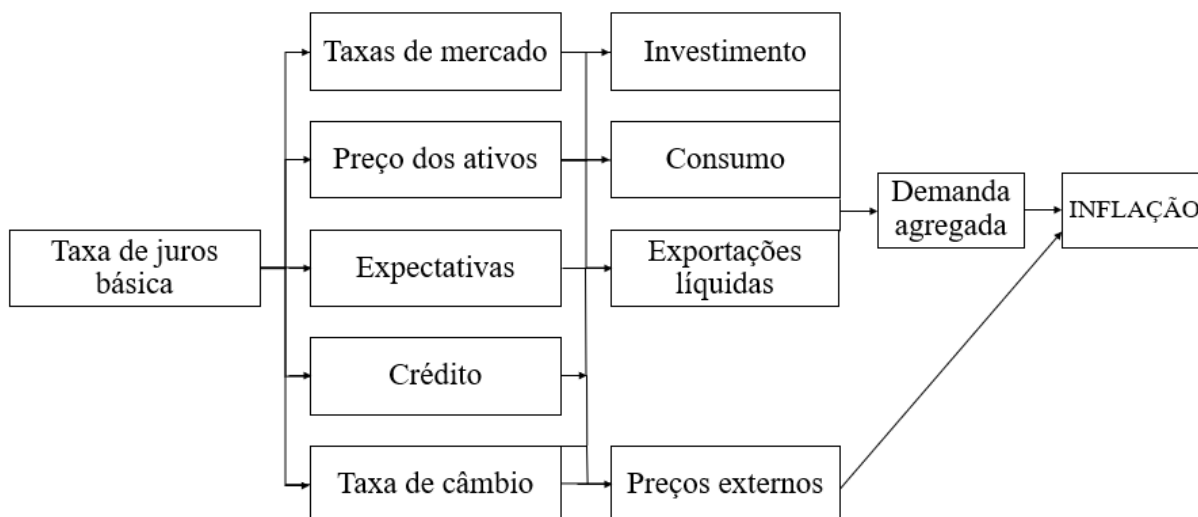 Taxas de mercado
Investimento
Preço dos ativos
Consumo
Taxa de juros
básica
Expectativas
Exportações
líquidas
Demanda
agregada
INFLAÇÃO
Crédito
Taxa de câmbio
Preços externos